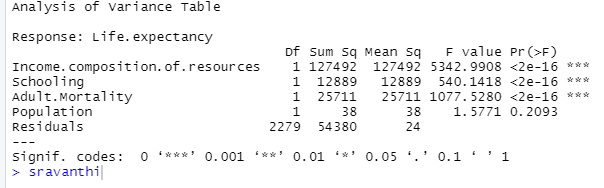 Analysis of Variance Table
Response: Life.expectancy
Df Sum Sq Mean Sq F value Pr(>F)
Income.composition.of.resources 1 127492 127492 5342.9908 <2e-16 ***
Schooling 1 12889 12889 540.1418 <2e-16 ***
Adult.Mortality 1 25711 25711 1077.5280 <2e-16 ***
Population 1 38 38 1.5771 0.2093
Residuals 2279 54380 24
---
Signif. codes: 0 ‘***’ 0.001 ‘**’ 0.01 ‘*’ 0.05 ‘.’ 0.1 ‘ ’ 1
> sravanthi